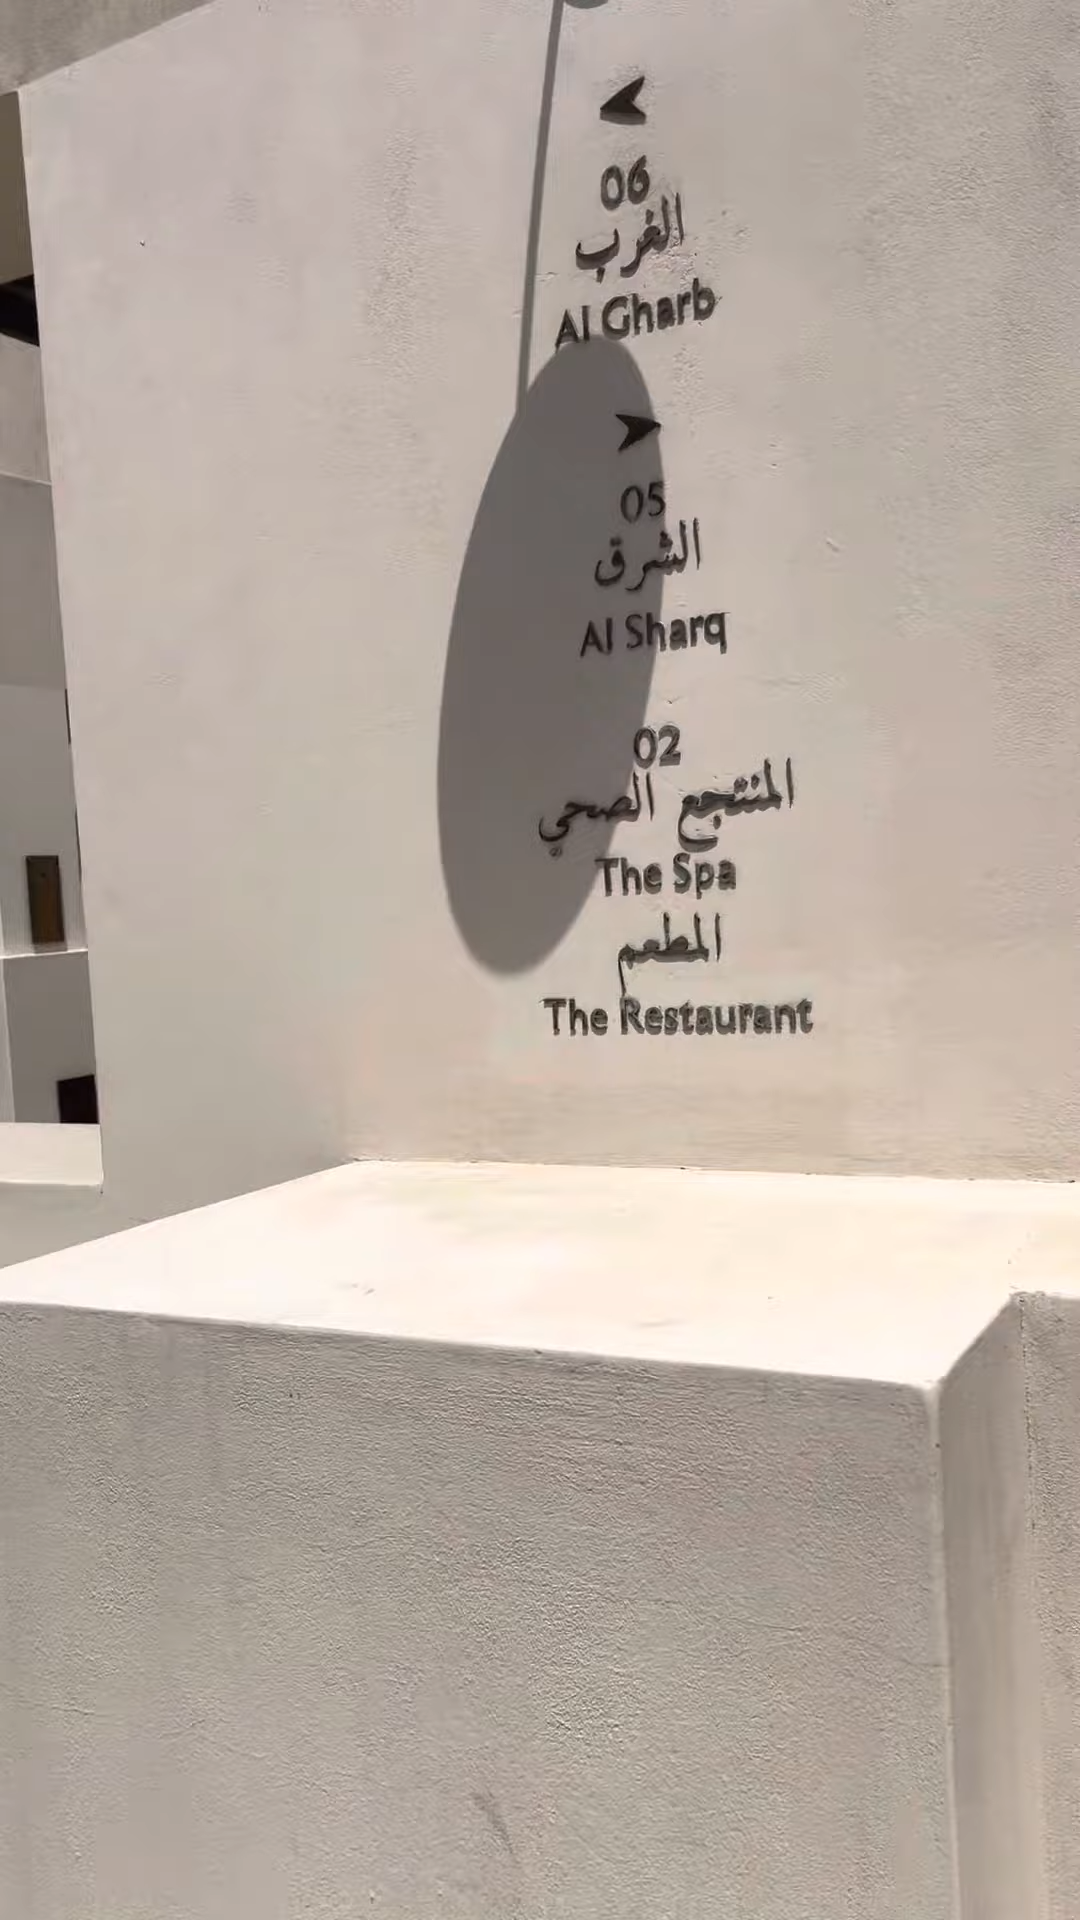 06
الغرب
Al Gharb
05
الشرق
Al Sharq
02
المنتجع الصحي
The Spa
المطعم
The Restaurant